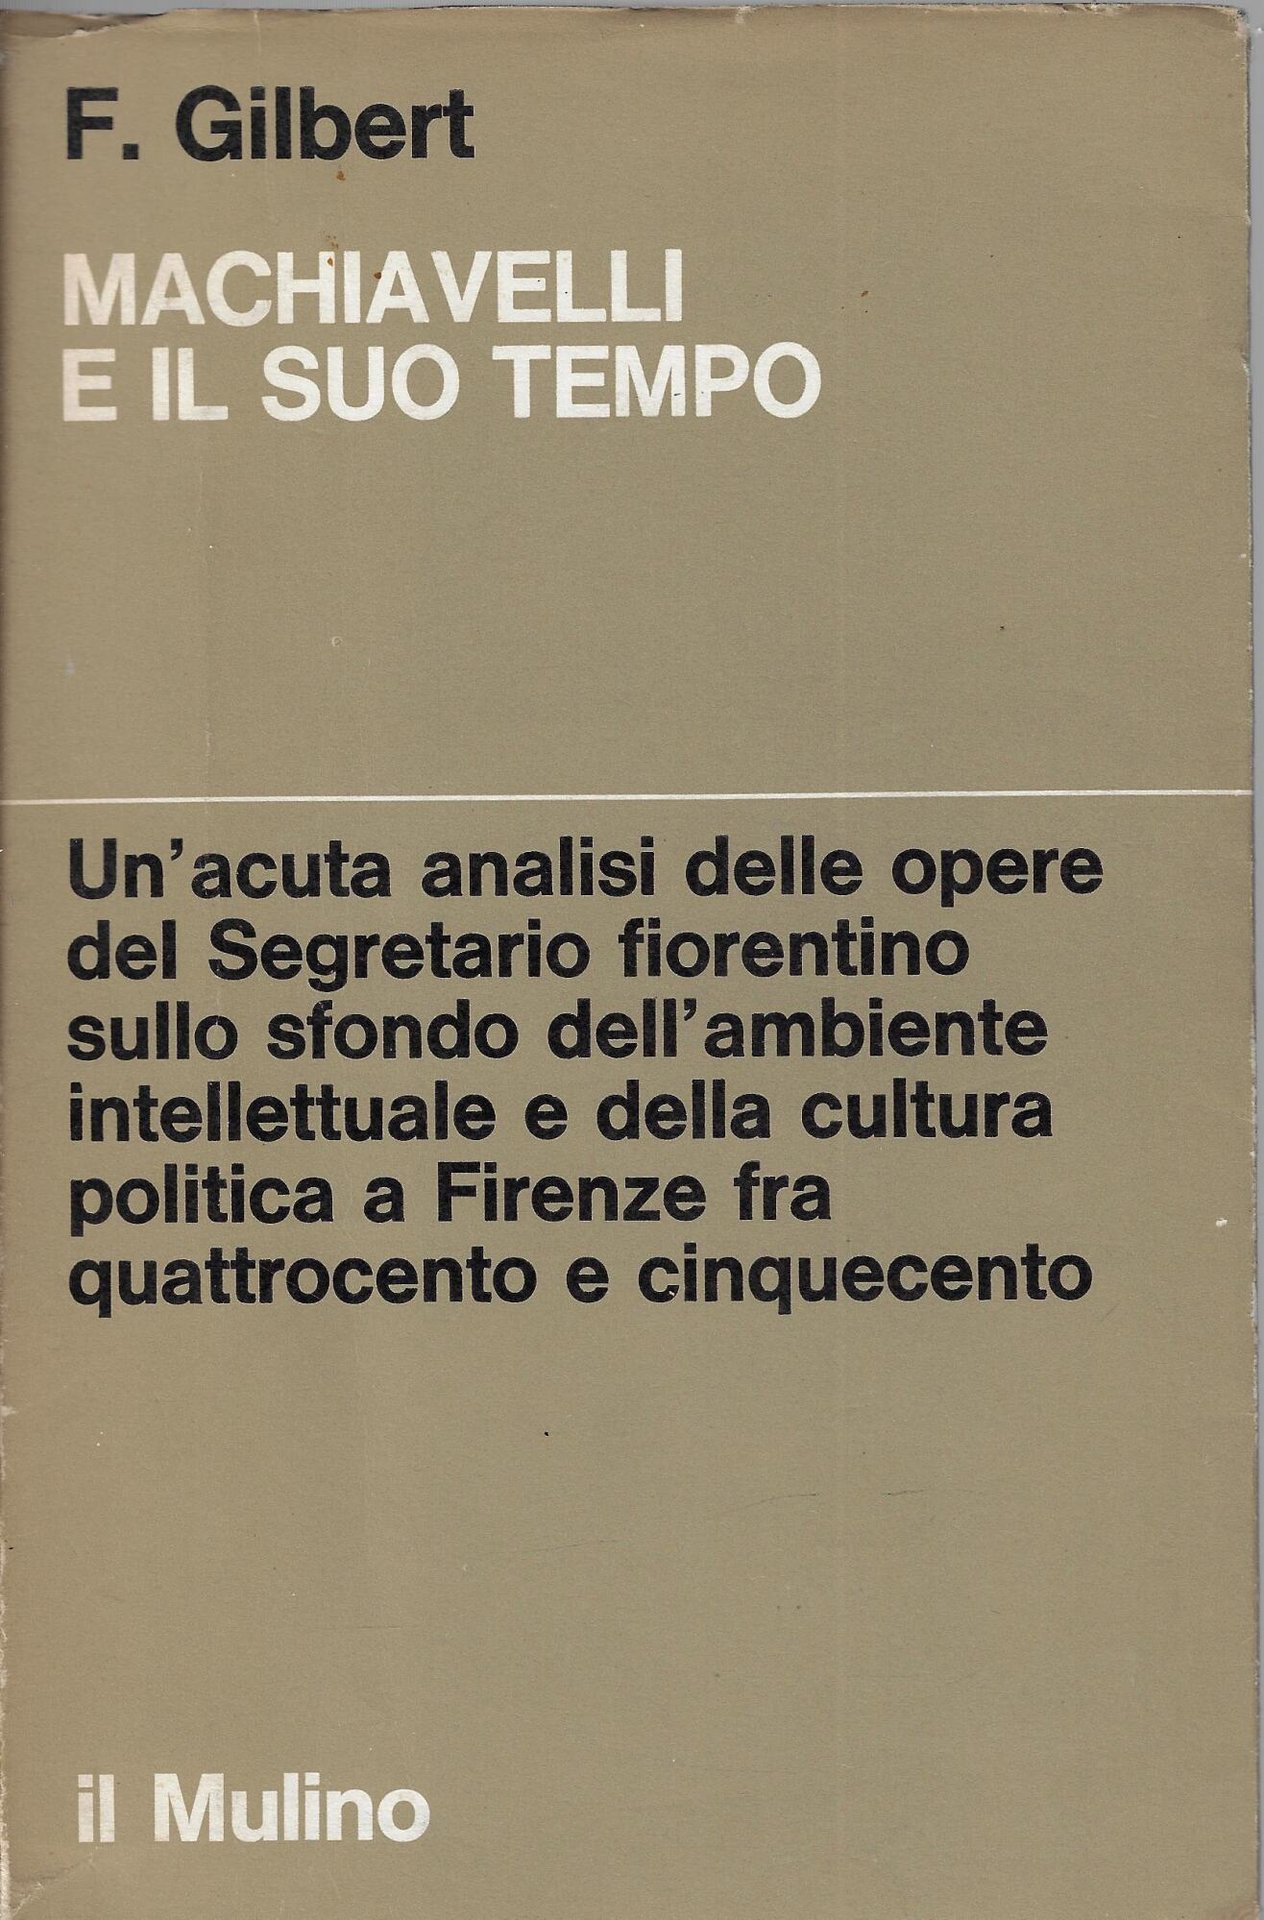 F. Gilbert
MACHIAVELLI
E IL SUO TEMPO
Un'acuta analisi delle opere
del Segretario fiorentino
sullo sfondo dell'ambiente
intellettuale e della cultura
politica a Firenze fra
quattrocento e cinquecento
il Mulino